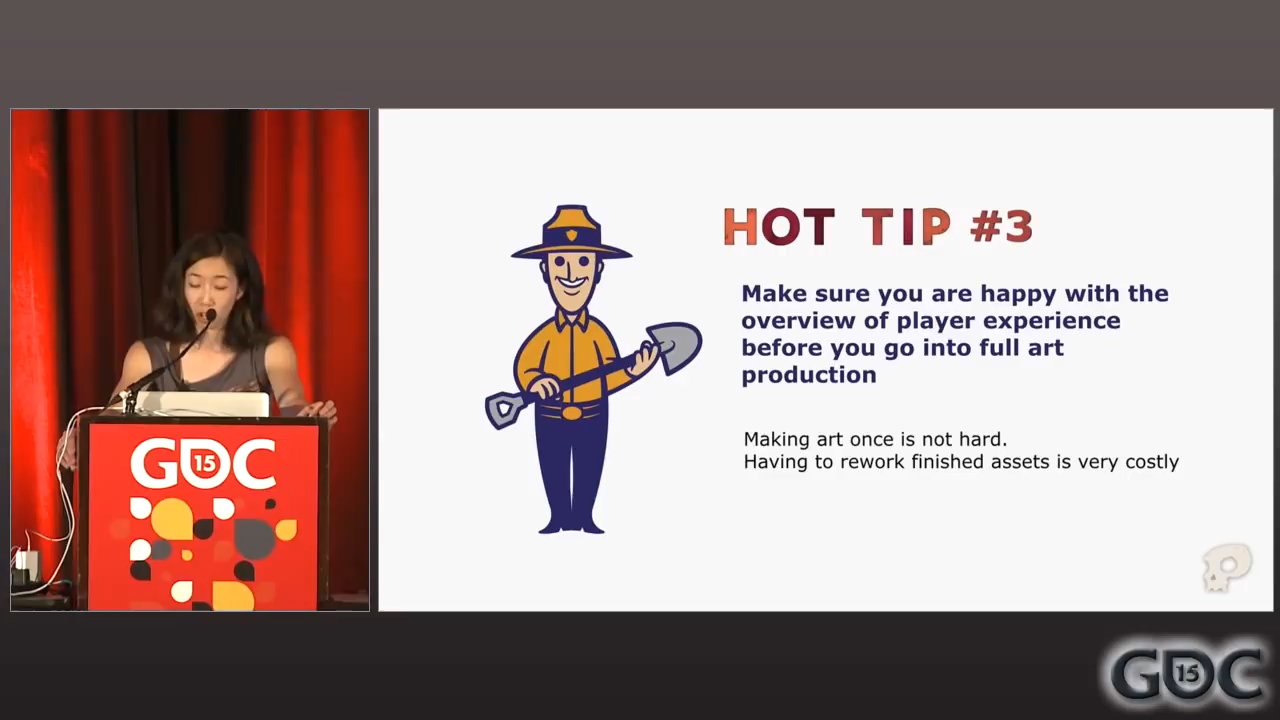 HOT TIP #3
Make sure you are happy with the
overview of player experience
before you go into full art
production
Making art once is not hard.
Having to rework finished assets is very costly
GDC 15
GDC 15